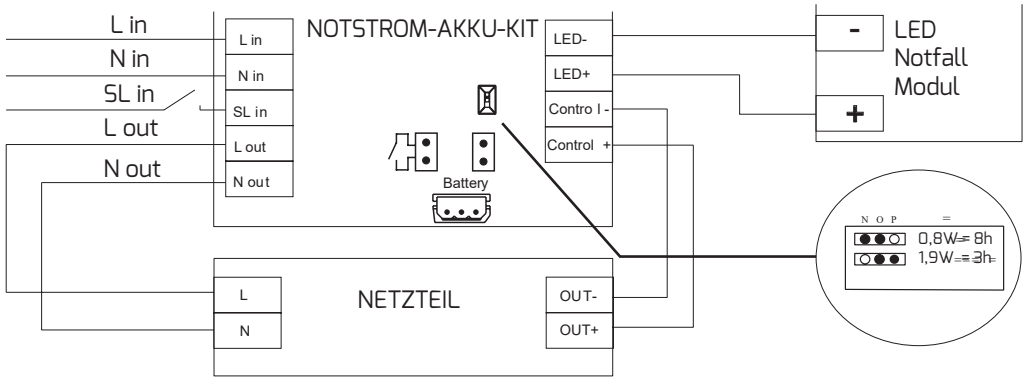 L in
N in
SL in
L out
N out
L in
N in
SL in
L out
N out
NOTSTROM-AKKU-KIT
Battery
LED-
LED+
Control -
Control +
-
+
LED
Notfall
Modul
N O P =
0,8W= 8h
1,9W= 3h
L
N
NETZTEIL
OUT-
OUT+